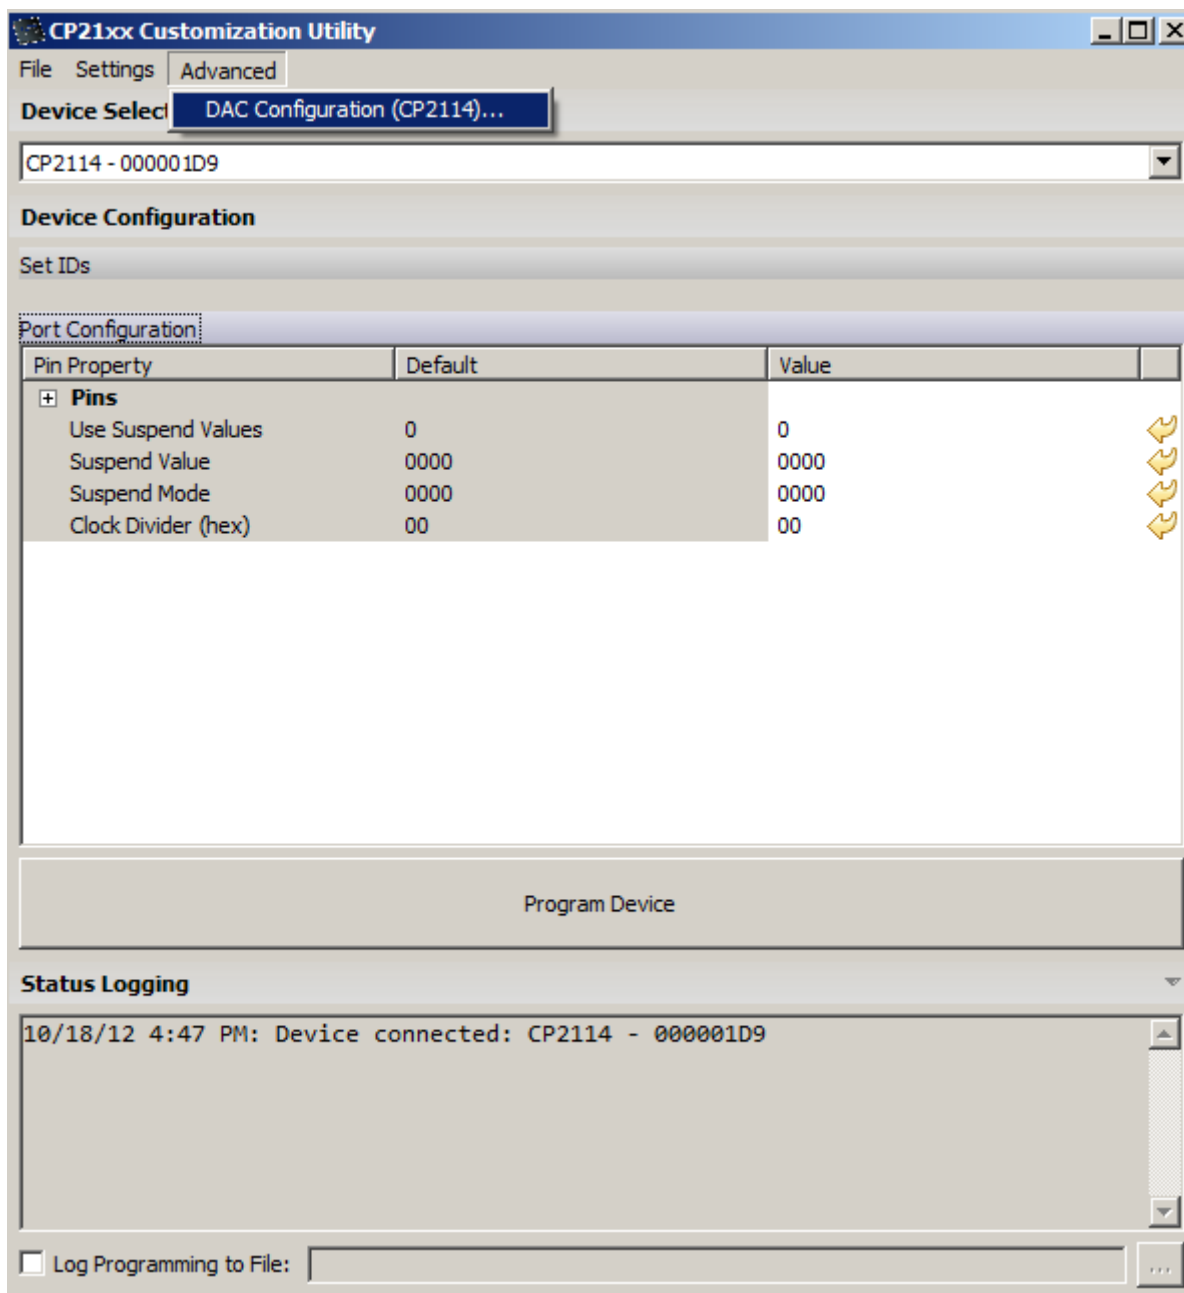 CP21xx Customization Utility
File Settings Advanced
DAC Configuration (CP2114)...
Device Select
CP2114 - 000001D9
Device Configuration
Set IDs
Port Configuration
Pin Property Default Value
Pins
Use Suspend Values 0 0
Suspend Value 0000 0000
Suspend Mode 0000 0000
Clock Divider (hex) 00 00
Program Device
Status Logging
10/18/12 4:47 PM: Device connected: CP2114 - 000001D9
Log Programming to File:
...